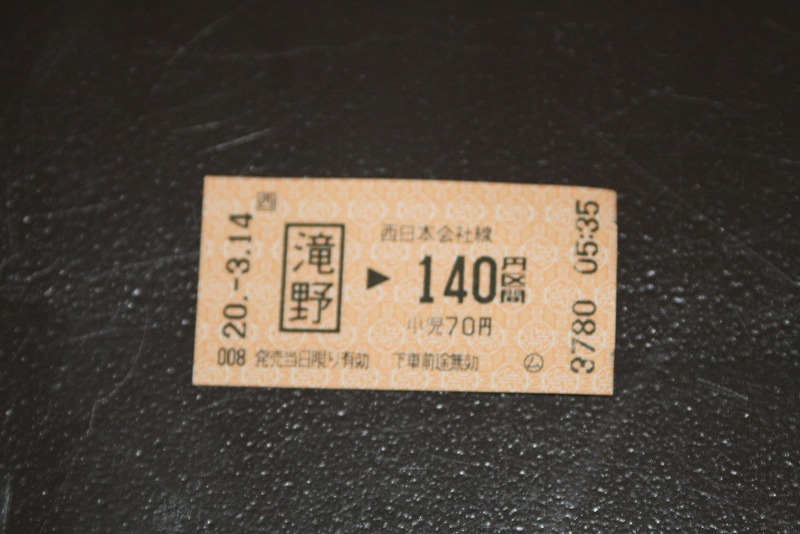 西
20.-3.14
滝野
西日本会社線
▶ 140円区間
小児70円
008 発売当日限り有効 下車前途無効 ム
3780 05:35